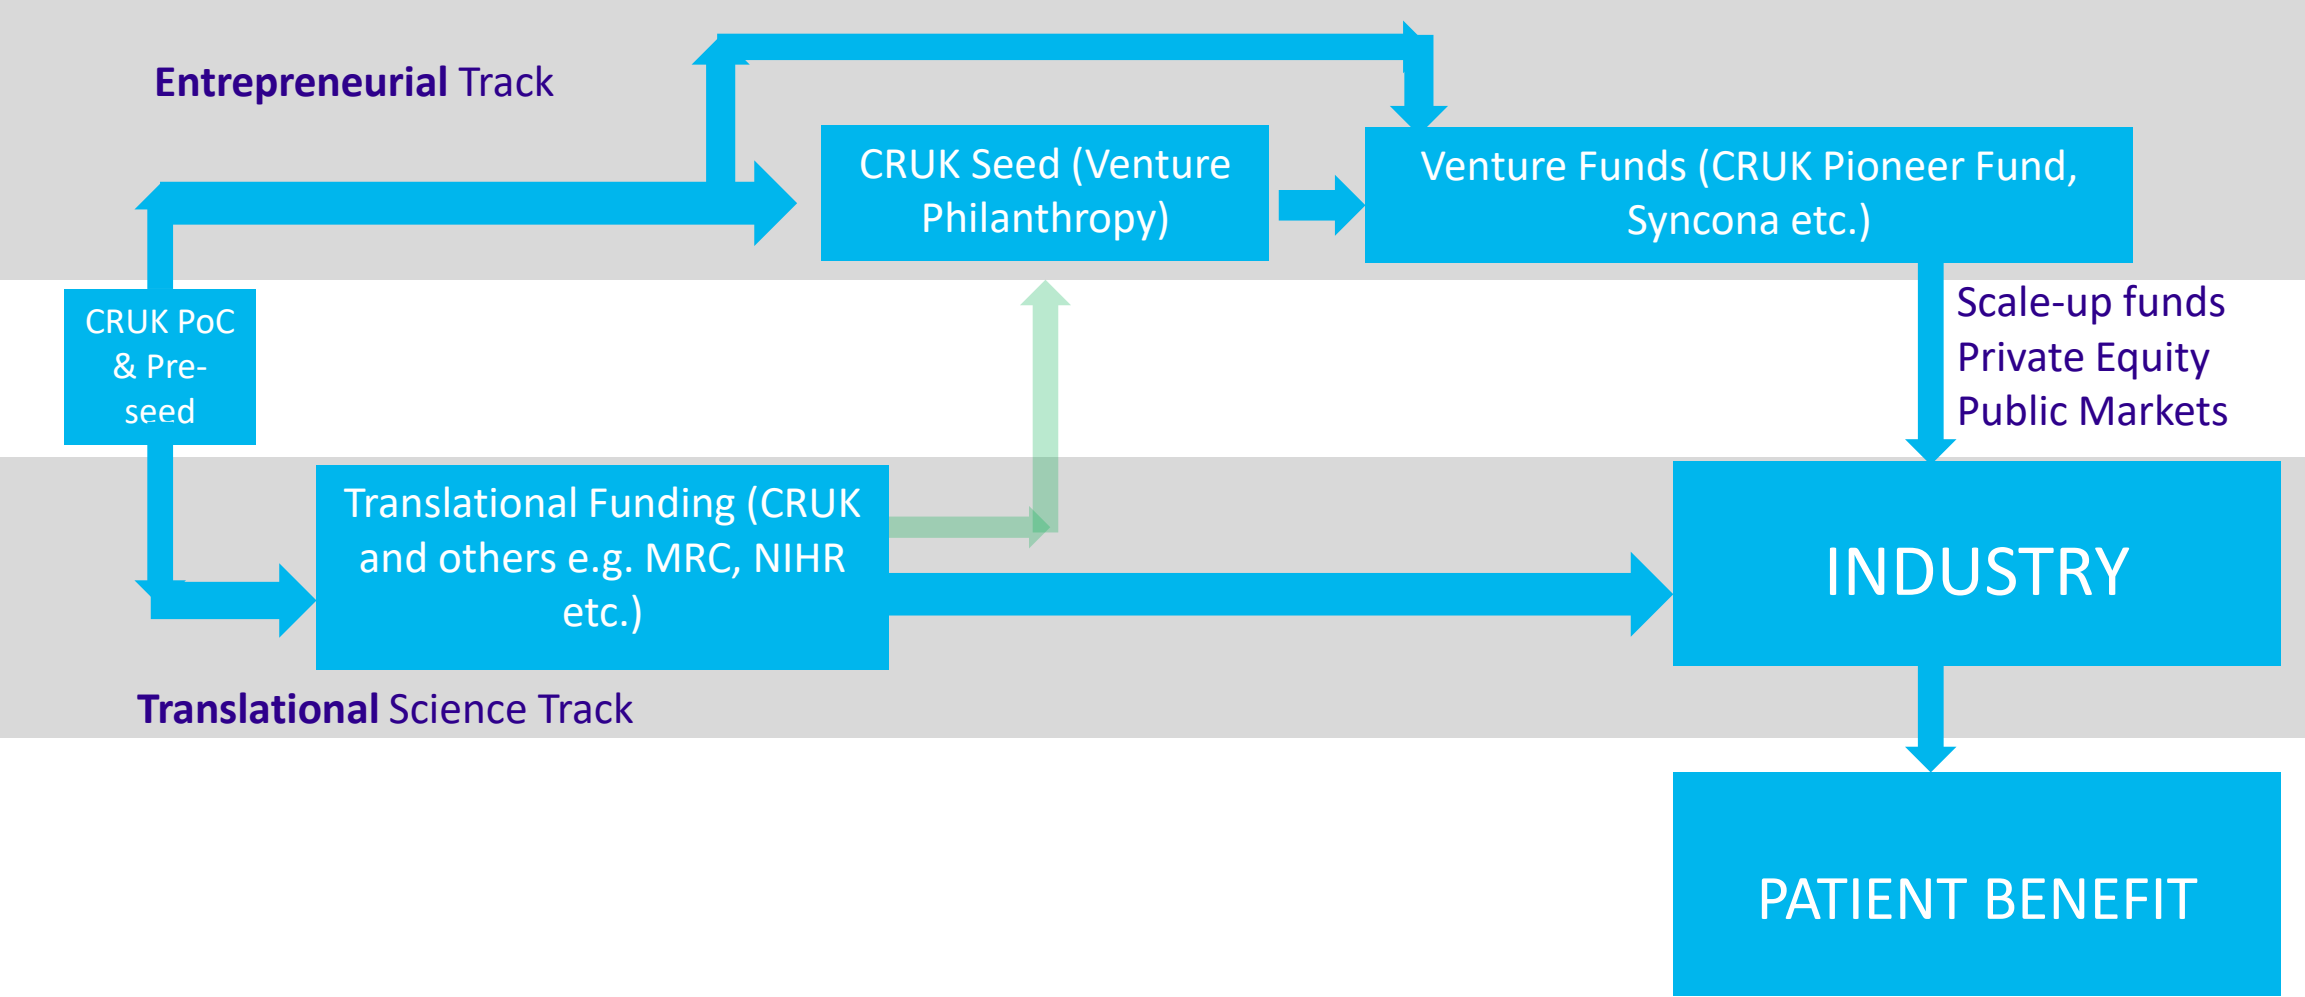 Entrepreneurial Track
CRUK Seed (Venture
Philanthropy)
Venture Funds (CRUK Pioneer Fund,
Syncona etc.)
CRUK PoC
& Pre-
seed
Scale-up funds
Private Equity
Public Markets
Translational Funding (CRUK
and others e.g. MRC, NIHR
etc.)
INDUSTRY
Translational Science Track
PATIENT BENEFIT